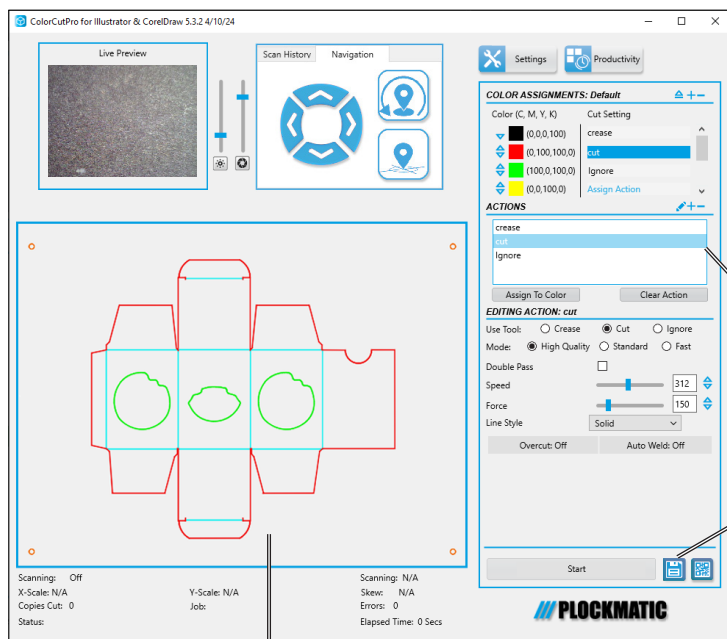 ColorCutPro for Illustrator & CorelDraw 5.3.2 4/10/24
Live Preview
Scan History
Navigation
Settings
Productivity
COLOR ASSIGNMENTS: Default
Color (C, M, Y, K)
Cut Setting
(0,0,0,100)
crease
(0,100,100,0)
cut
(100,0,100,0)
Ignore
(0,0,100,0)
Assign Action
ACTIONS
crease
cut
Ignore
Assign To Color
Clear Action
EDITING ACTION: cut
Use Tool:
Crease
Cut
Ignore
Mode:
High Quality
Standard
Fast
Double Pass
Speed
312
Force
150
Line Style
Solid
Overcut: Off
Auto Weld: Off
Start
Scanning: Off
Scanning: N/A
X-Scale: N/A
Y-Scale: N/A
Skew: N/A
Copies Cut: 0
Job:
Errors: 0
Status:
Elapsed Time: 0 Secs
PLOCKMATIC